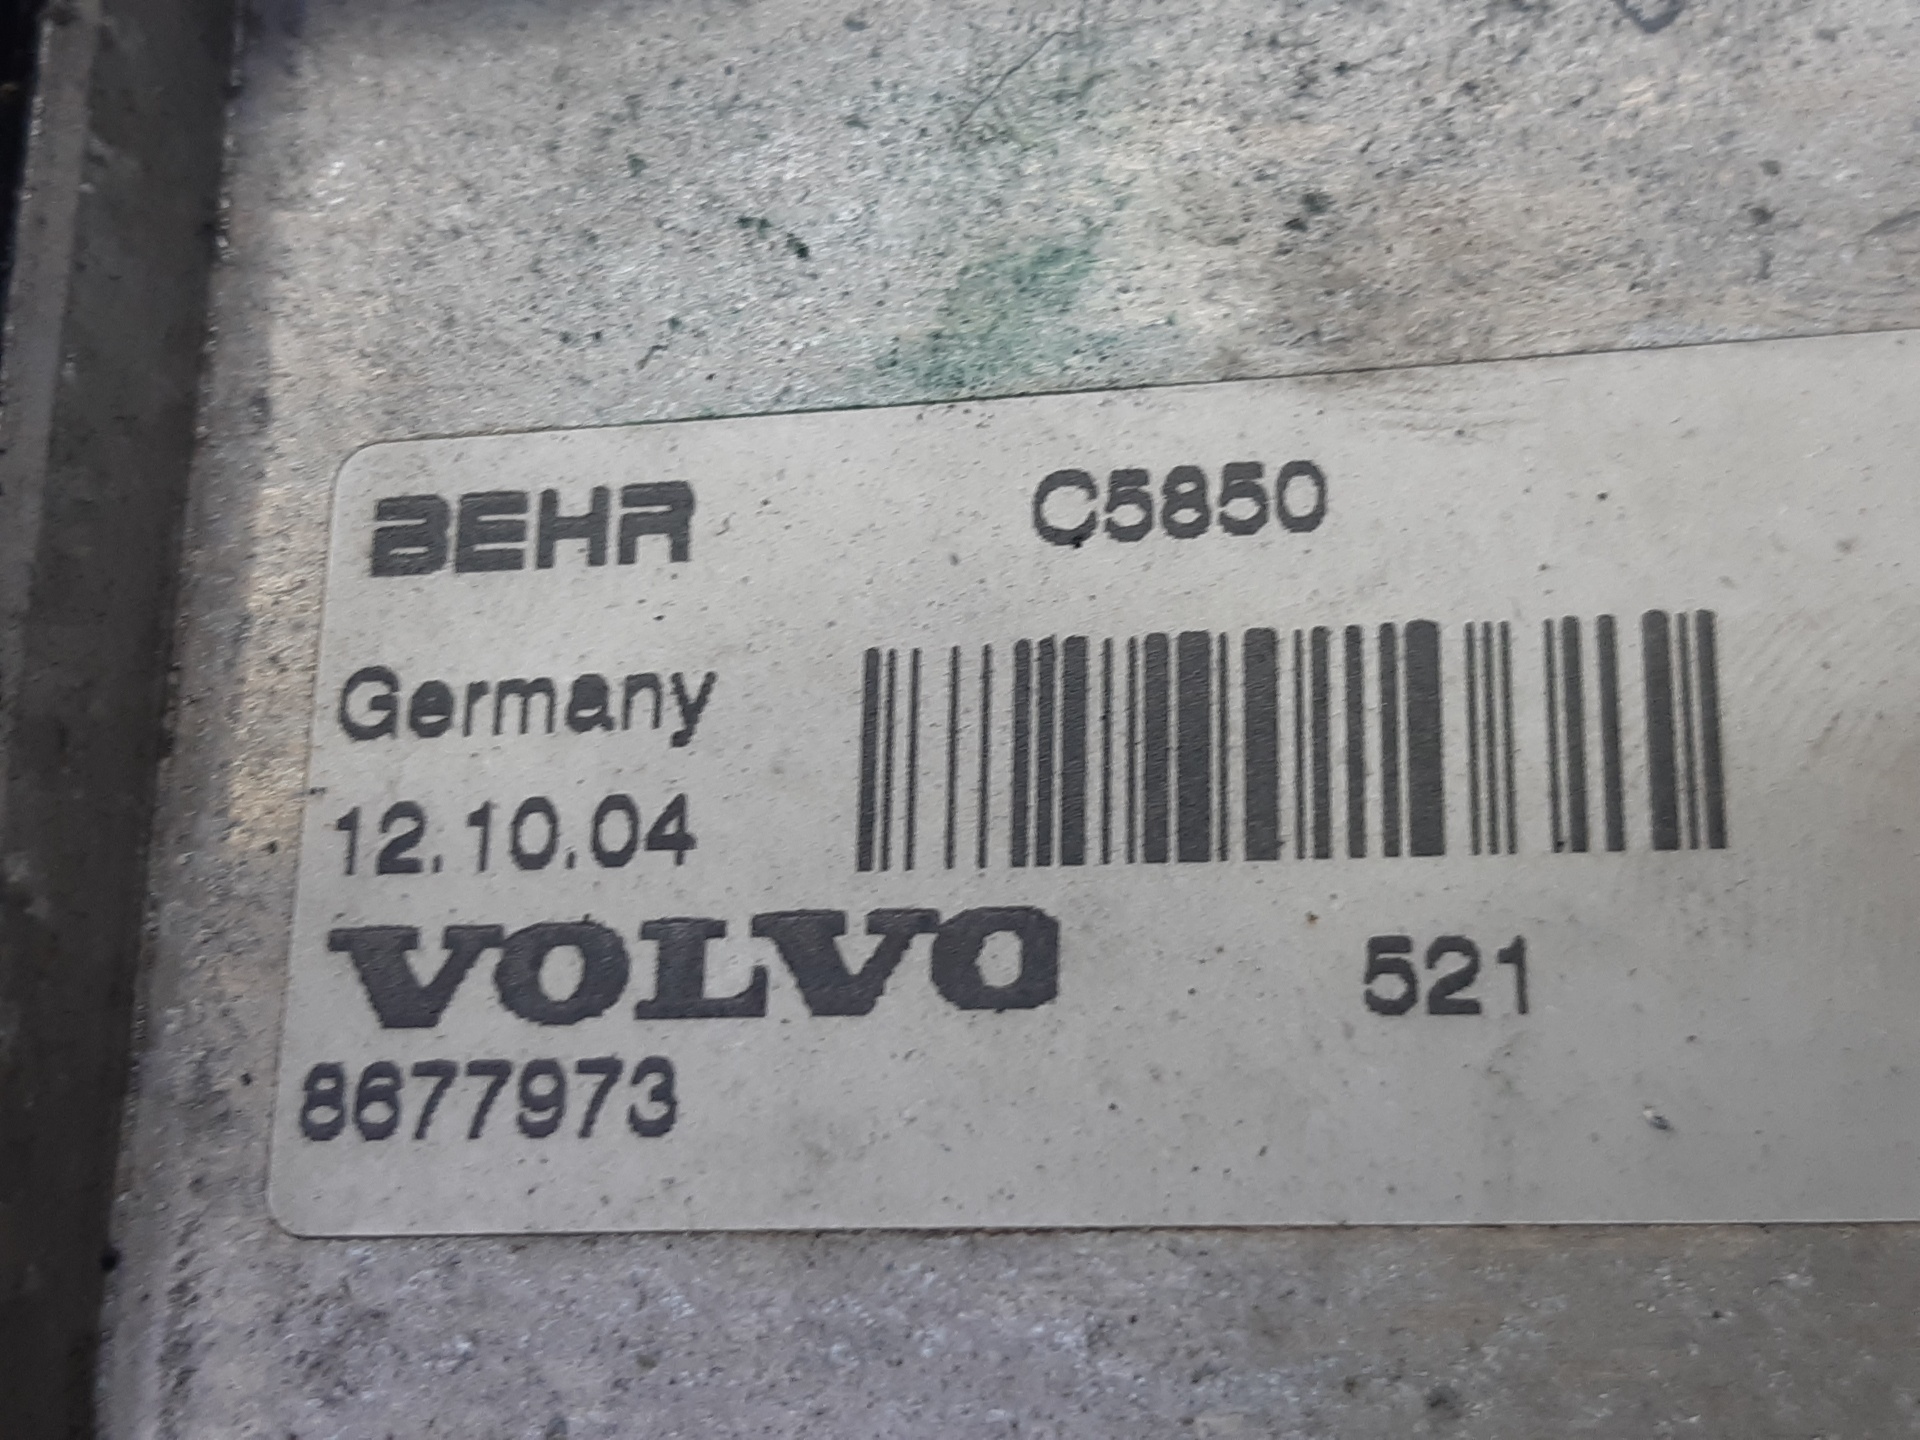 BEHR C5850
Germany
12.10.04
VOLVO 521
8677973